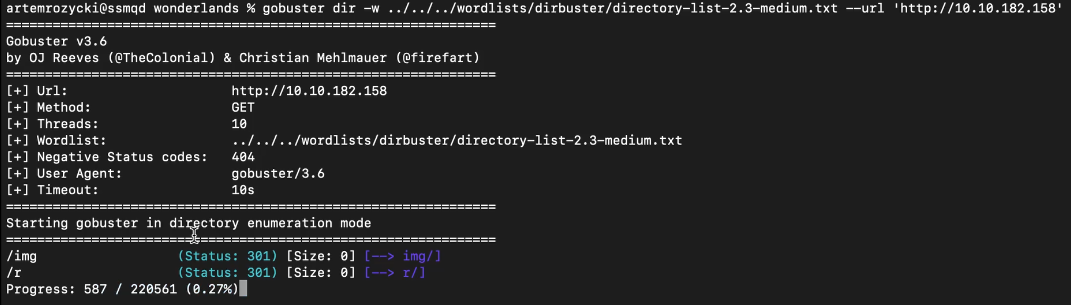 artemrozycki@ssmqd wonderlands % gobuster dir -w ../../../wordlists/dirbuster/directory-list-2.3-medium.txt --url 'http://10.10.182.158'
===============================================================
Gobuster v3.6
by OJ Reeves (@TheColonial) & Christian Mehlmauer (@firefart)
===============================================================
[+] Url:                     http://10.10.182.158
[+] Method:                  GET
[+] Threads:                 10
[+] Wordlist:                ../../../wordlists/dirbuster/directory-list-2.3-medium.txt
[+] Negative Status codes:   404
[+] User Agent:              gobuster/3.6
[+] Timeout:                 10s
===============================================================
Starting gobuster in directory enumeration mode
===============================================================
/img                  (Status: 301) [Size: 0] [--> img/]
/r                    (Status: 301) [Size: 0] [--> r/]
Progress: 587 / 220561 (0.27%)